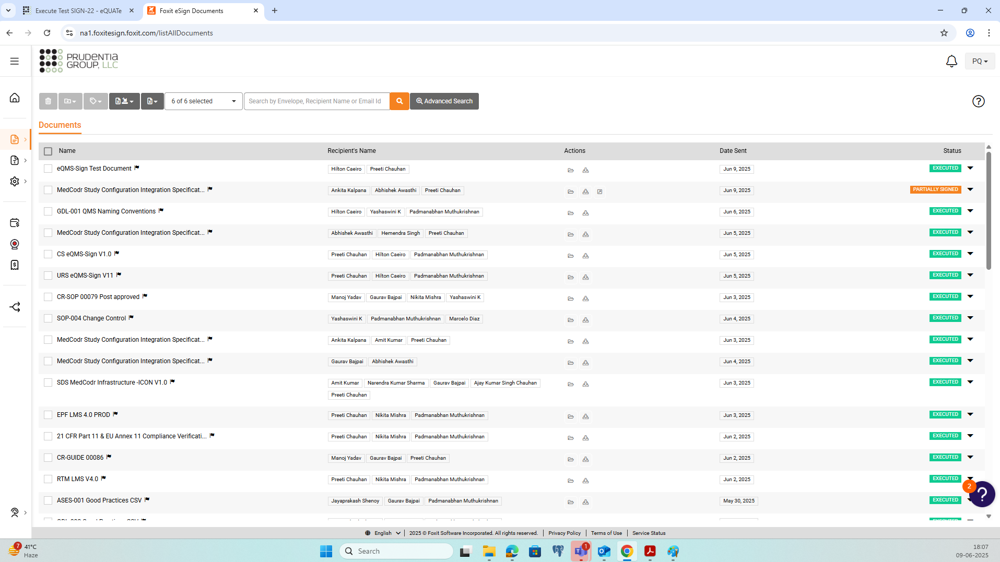 Execute Test SIGN-22 - eQUATe
Foxit eSign Documents
na1.foxitesign.foxit.com/listAllDocuments
PRUDENTIA
GROUP, LLC
PQ
6 of 6 selected
Search by Envelope, Recipient Name or Email Id
Advanced Search
Documents
Name Recipient's Name Actions Date Sent Status
eQMS-Sign Test Document Hilton Caeiro Preeti Chauhan Jun 9, 2025 EXECUTED
MedCodr Study Configuration Integration Specificat... Ankita Kalpana Abhishek Awasthi Preeti Chauhan Jun 9, 2025 PARTIALLY SIGNED
GDL-001 QMS Naming Conventions Hilton Caeiro Yashaswini K Padmanabhan Muthukrishnan Jun 6, 2025 EXECUTED
MedCodr Study Configuration Integration Specificat... Abhishek Awasthi Hemendra Singh Preeti Chauhan Jun 5, 2025 EXECUTED
CS eQMS-Sign V1.0 Preeti Chauhan Hilton Caeiro Padmanabhan Muthukrishnan Jun 5, 2025 EXECUTED
URS eQMS-Sign V11 Preeti Chauhan Hilton Caeiro Padmanabhan Muthukrishnan Jun 5, 2025 EXECUTED
CR-SOP 00079 Post approved Manoj Yadav Gaurav Bajpai Nikita Mishra Yashaswini K Jun 3, 2025 EXECUTED
SOP-004 Change Control Yashaswini K Padmanabhan Muthukrishnan Marcelo Diaz Jun 4, 2025 EXECUTED
MedCodr Study Configuration Integration Specificat... Ankita Kalpana Amit Kumar Preeti Chauhan Jun 3, 2025 EXECUTED
MedCodr Study Configuration Integration Specificat... Gaurav Bajpai Abhishek Awasthi Jun 4, 2025 EXECUTED
SDS MedCodr Infrastructure -ICON V1.0 Amit Kumar Narendra Kumar Sharma Gaurav Bajpai Ajay Kumar Singh Chauhan Jun 3, 2025 EXECUTED
Preeti Chauhan
EPF LMS 4.0 PROD Preeti Chauhan Nikita Mishra Padmanabhan Muthukrishnan Jun 3, 2025 EXECUTED
21 CFR Part 11 & EU Annex 11 Compliance Verificati... Preeti Chauhan Nikita Mishra Padmanabhan Muthukrishnan Jun 2, 2025 EXECUTED
CR-GUIDE 00086 Manoj Yadav Gaurav Bajpai Preeti Chauhan Jun 2, 2025 EXECUTED
RTM LMS V4.0 Preeti Chauhan Nikita Mishra Padmanabhan Muthukrishnan Jun 2, 2025 EXECUTED
2
ASES-001 Good Practices CSV Jayaprakash Shenoy Gaurav Bajpai Padmanabhan Muthukrishnan May 30, 2025 EXECUTED
English 2025 © Foxit Software Incorporated. All rights reserved. Privacy Policy Terms of Use Service Status
7
41°C
Haze
Search
1
18:07
09-06-2025